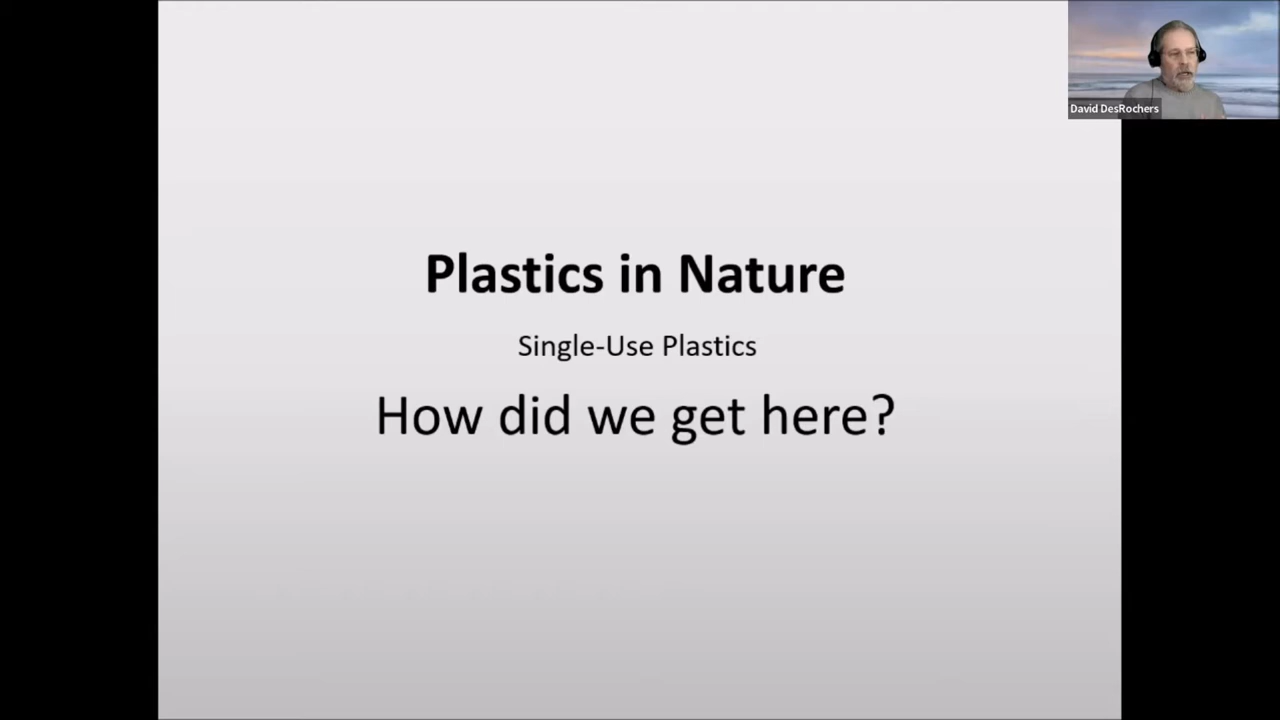 David DesRochers
Plastics in Nature
Single-Use Plastics
How did we get here?